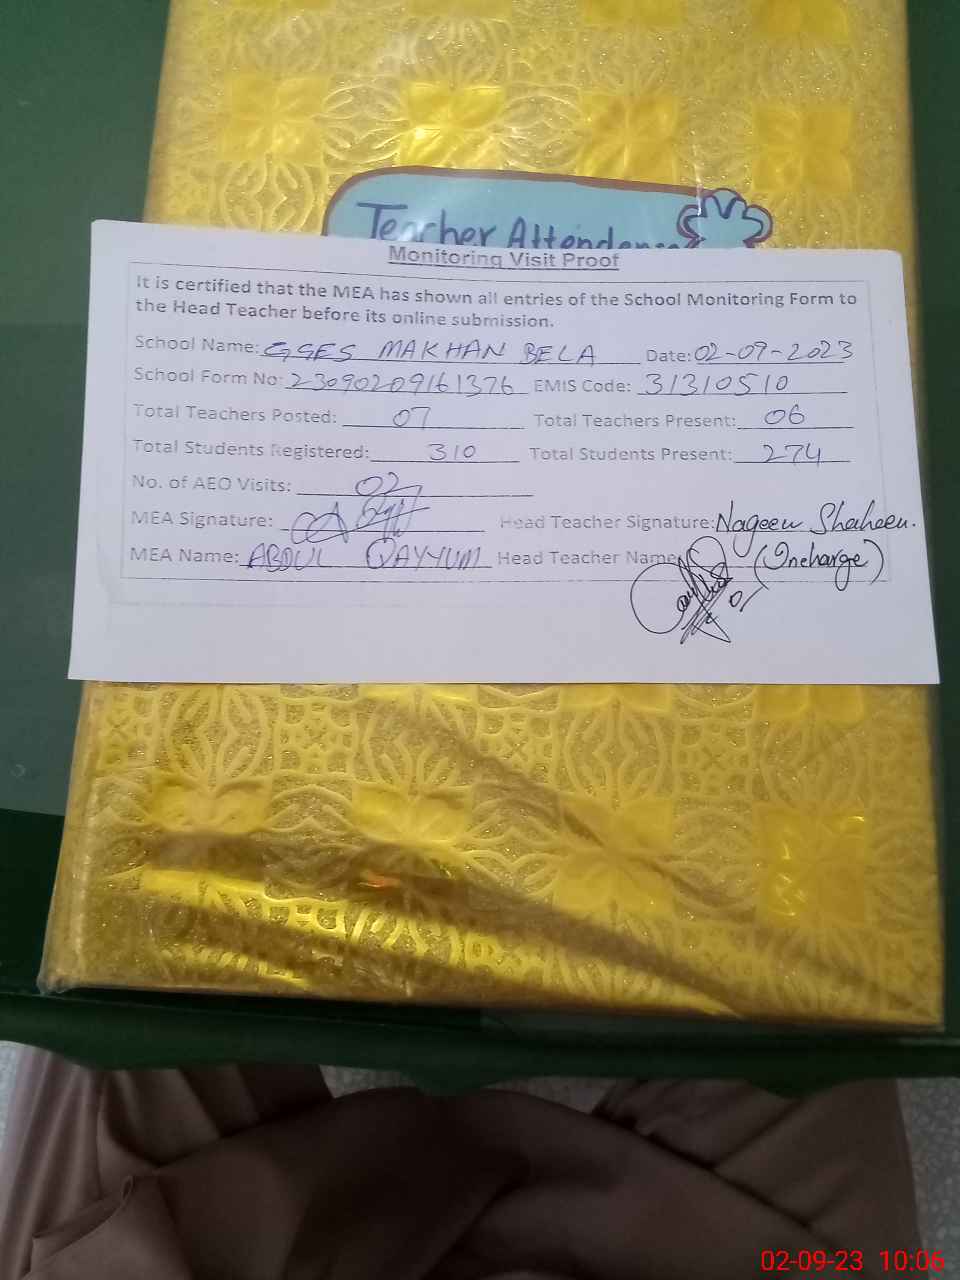 Teacher Attendence
Monitoring Visit Proof
It is certified that the MEA has shown all entries of the School Monitoring Form to
the Head Teacher before its online submission.
School Name: GGES MAKHAN BELA Date: 02-09-2023
School Form No: 23090209161376 EMIS Code: 31310510
Total Teachers Posted: 07 Total Teachers Present: 06
Total Students Registered: 310 Total Students Present: 274
No. of AEO Visits: 02
MEA Signature: Head Teacher Signature: Nageen Shaheen.
MEA Name: ABDUL QAYYUM Head Teacher Name (Oncharge)
02-09-23 10:06